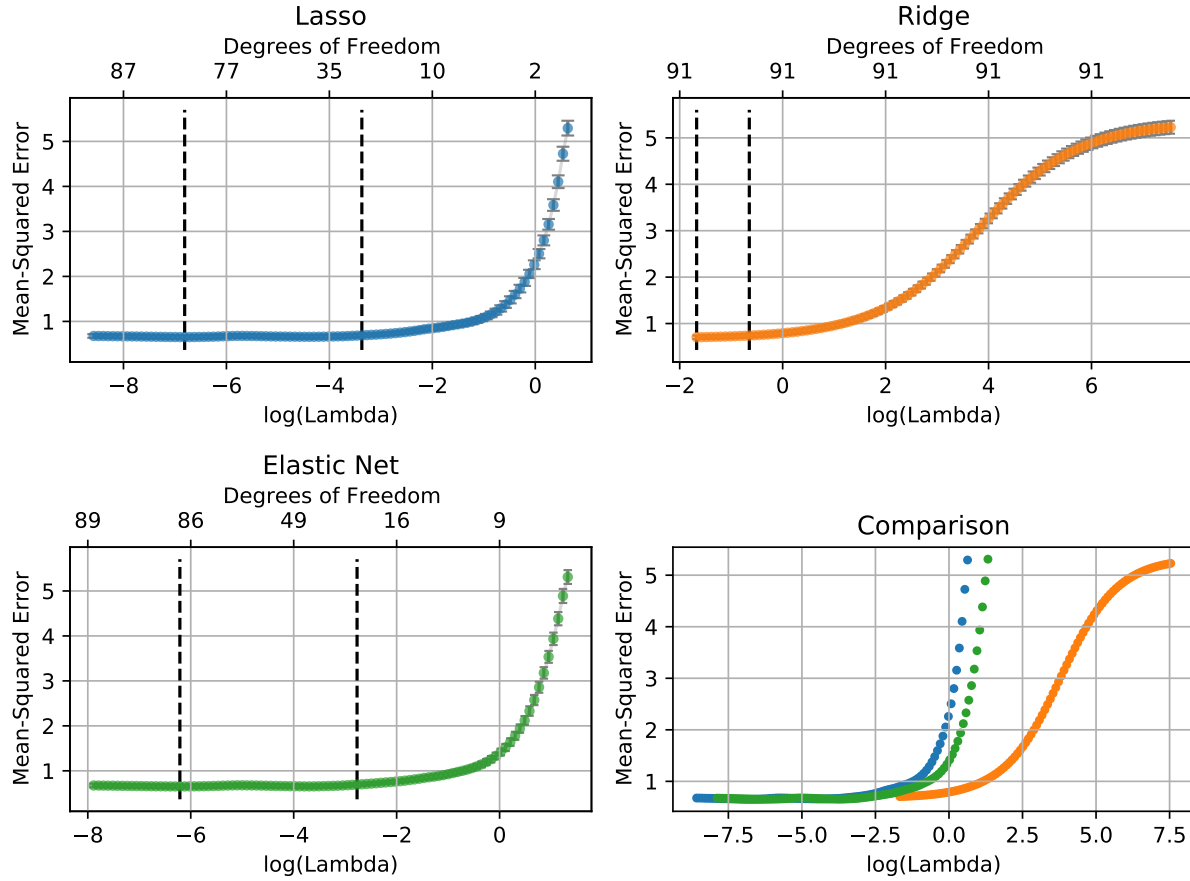 Lasso
Degrees of Freedom
87 77 35 10 2
Mean-Squared Error
5
4
3
2
1
−8 −6 −4 −2 0
log(Lambda)
Ridge
Degrees of Freedom
91 91 91 91 91
Mean-Squared Error
5
4
3
2
1
−2 0 2 4 6
log(Lambda)
Elastic Net
Degrees of Freedom
89 86 49 16 9
Mean-Squared Error
5
4
3
2
1
−8 −6 −4 −2 0
log(Lambda)
Comparison
Mean-Squared Error
5
4
3
2
1
−7.5 −5.0 −2.5 0.0 2.5 5.0 7.5
log(Lambda)